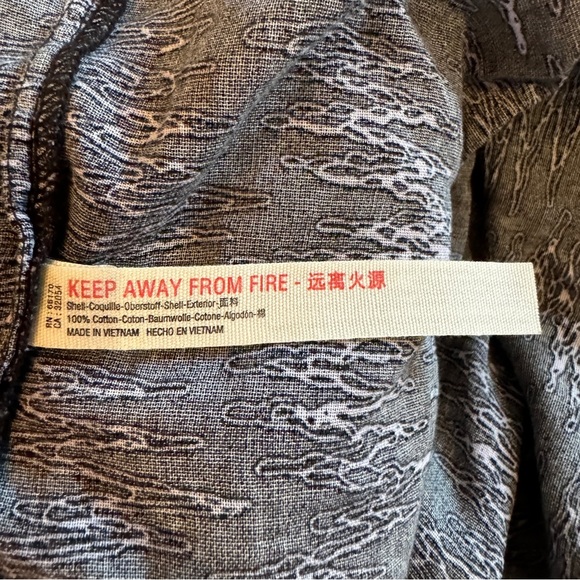 RN: 68170
CA: 32054
KEEP AWAY FROM FIRE - 远离火源
Shell-Coquille-Oberstoff-Shell-Exterior-面料
100% Cotton-Coton-Baumwolle-Cotone-Algodón-棉
MADE IN VIETNAM HECHO EN VIETNAM